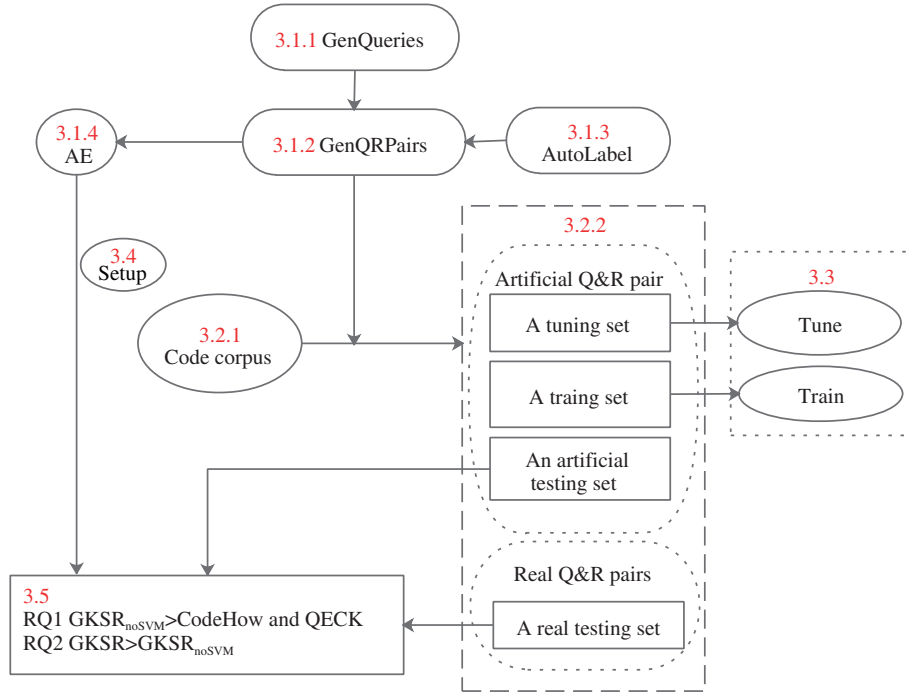 3.1.1 GenQueries
3.1.4
AE
3.1.2 GenQRPairs
3.1.3
AutoLabel
3.4
Setup
3.2.1
Code corpus
3.2.2
Artificial Q&R pair
A tuning set
A traing set
An artificial
testing set
Real Q&R pairs
A real testing set
3.3
Tune
Train
3.5
RQ1 GKSRnoSVM>CodeHow and QECK
RQ2 GKSR>GKSRnoSVM